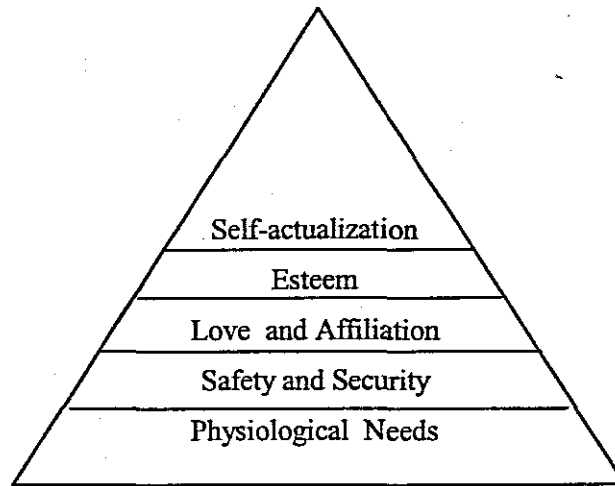 Self-actualization
Esteem
Love and Affiliation
Safety and Security
Physiological Needs